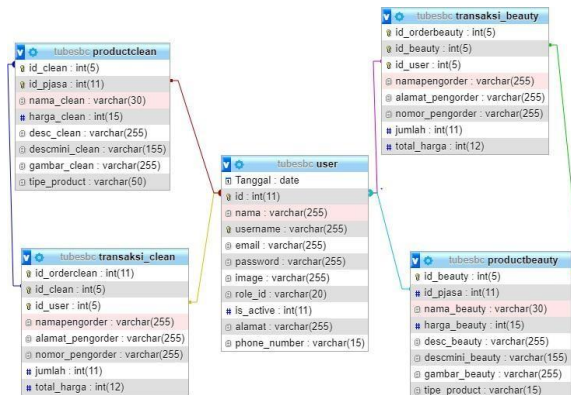 tubesbc productclean
id_clean : int(5)
id_pjasa : int(11)
nama_clean : varchar(30)
harga_clean : int(15)
desc_clean : varchar(255)
descmini_clean : varchar(155)
gambar_clean : varchar(255)
tipe_product : varchar(50)
tubesbc transaksi_clean
id_orderclean : int(11)
id_clean : int(5)
id_user : int(5)
namapengorder : varchar(255)
alamat_pengorder : varchar(255)
nomor_pengorder : varchar(255)
jumlah : int(11)
total_harga : int(12)
tubesbc user
Tanggal : date
id : int(11)
nama : varchar(255)
username : varchar(255)
email : varchar(255)
password : varchar(255)
image : varchar(255)
role_id : varchar(20)
is_active : int(11)
alamat : varchar(255)
phone_number : varchar(15)
tubesbc transaksi_beauty
id_orderbeauty : int(5)
id_beauty : int(5)
id_user : int(5)
namapengorder : varchar(255)
alamat_pengorder : varchar(255)
nomor_pengorder : varchar(255)
jumlah : int(11)
total_harga : int(12)
tubesbc productbeauty
id_beauty : int(5)
id_pjasa : int(11)
nama_beauty : varchar(30)
harga_beauty : int(15)
desc_beauty : varchar(255)
descmini_beauty : varchar(155)
gambar_beauty : varchar(255)
tipe_product : varchar(15)